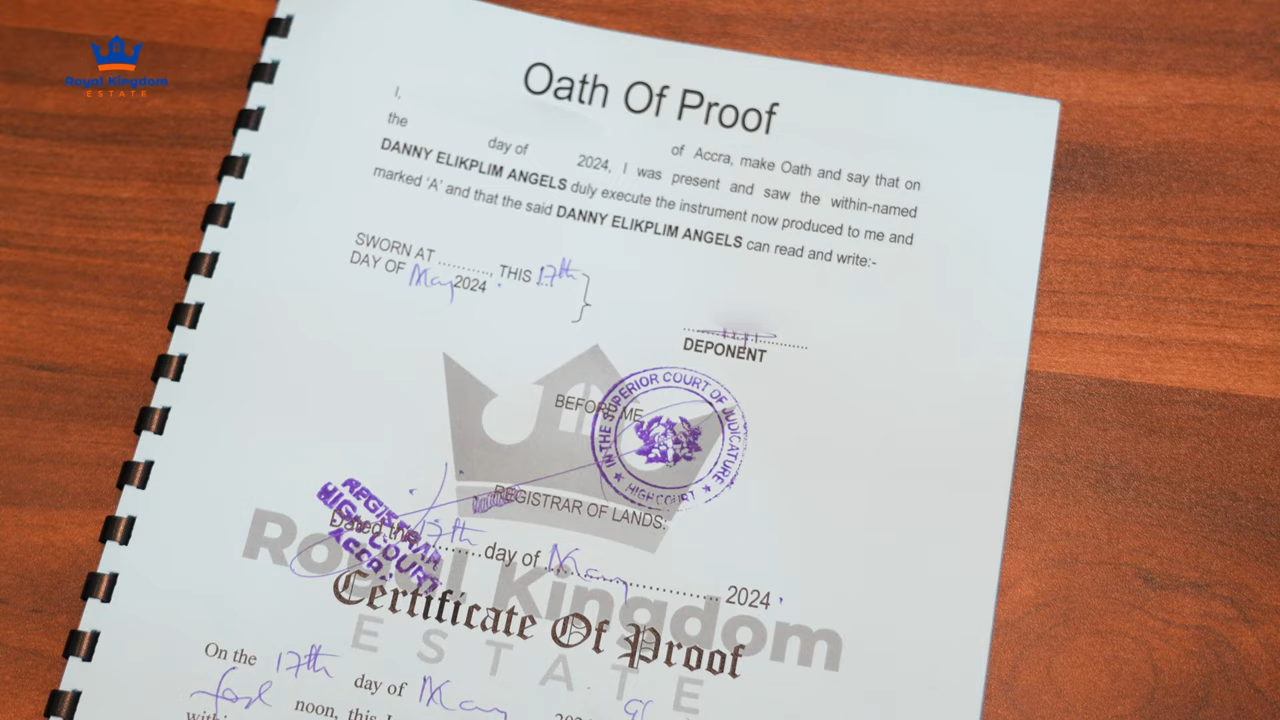 Royal Kingdom
ESTATE
Oath Of Proof
I,
of Accra, make Oath and say that on
the day of 2024, I was present and saw the within-named
DANNY ELIKPLIM ANGELS duly execute the instrument now produced to me and
marked ‘A’ and that the said DANNY ELIKPLIM ANGELS can read and write:-
SWORN AT ..........., THIS 17th
DAY OF May 2024
DEPONENT
BEFORE ME
IN THE SUPERIOR COURT OF JUDICATURE
★ HIGH COURT ★
REGISTRAR OF LANDS:
REGISTRAR
HIGH COURT
ACCRA
Dated this 17th day of May 2024
Royal Kingdom
ESTATE
Certificate Of Proof
On the 17th day of May
noon, this